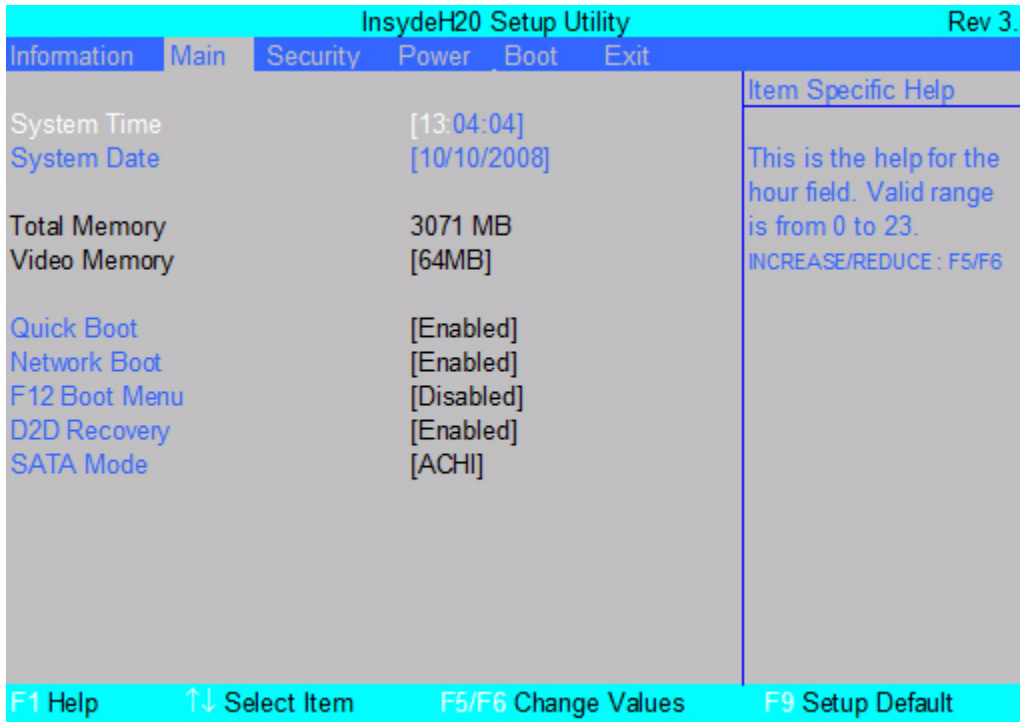 InsydeH20 Setup Utility Rev 3.
Information Main Security Power Boot Exit
Item Specific Help
System Time [13:04:04]
System Date [10/10/2008]
This is the help for the
hour field. Valid range
is from 0 to 23.
INCREASE/REDUCE : F5/F6
Total Memory 3071 MB
Video Memory [64MB]
Quick Boot [Enabled]
Network Boot [Enabled]
F12 Boot Menu [Disabled]
D2D Recovery [Enabled]
SATA Mode [ACHI]
F1 Help ↑↓ Select Item F5/F6 Change Values F9 Setup Default